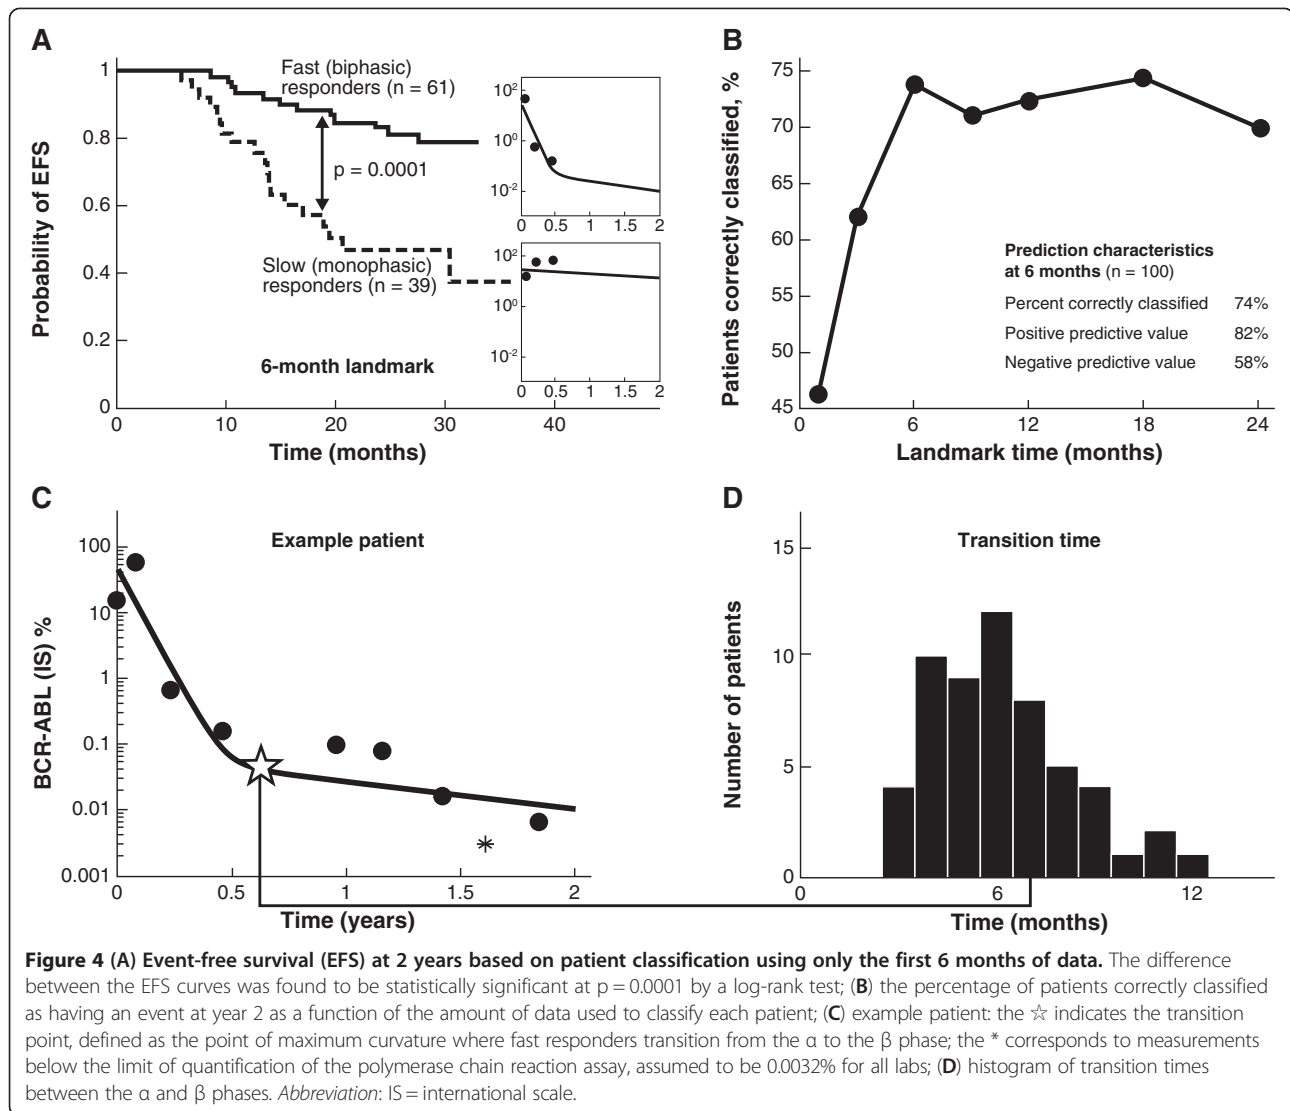 A
Probability of EFS
1
0.8
0.6
0.4
0.2
0
0 10 20 30 40
Time (months)
Fast (biphasic)
responders (n = 61)
p = 0.0001
Slow (monophasic)
responders (n = 39)
6-month landmark
10²
10⁰
10⁻²
0 0.5 1 1.5 2
10²
10⁰
10⁻²
0 0.5 1 1.5 2
B
Patients correctly classified, %
75
70
65
60
55
50
45
0 6 12 18 24
Landmark time (months)
Prediction characteristics
at 6 months (n = 100)
Percent correctly classified 74%
Positive predictive value 82%
Negative predictive value 58%
C
Example patient
BCR-ABL (IS) %
100
10
1
0.1
0.01
0.001
*
0 0.5 1 1.5 2
Time (years)
D
Transition time
Number of patients
15
10
5
0
0 6 12
Time (months)
Figure 4 (A) Event-free survival (EFS) at 2 years based on patient classification using only the first 6 months of data. The difference
between the EFS curves was found to be statistically significant at p = 0.0001 by a log-rank test; (B) the percentage of patients correctly classified
as having an event at year 2 as a function of the amount of data used to classify each patient; (C) example patient: the ☆ indicates the transition
point, defined as the point of maximum curvature where fast responders transition from the α to the β phase; the * corresponds to measurements
below the limit of quantification of the polymerase chain reaction assay, assumed to be 0.0032% for all labs; (D) histogram of transition times
between the α and β phases. Abbreviation: IS = international scale.